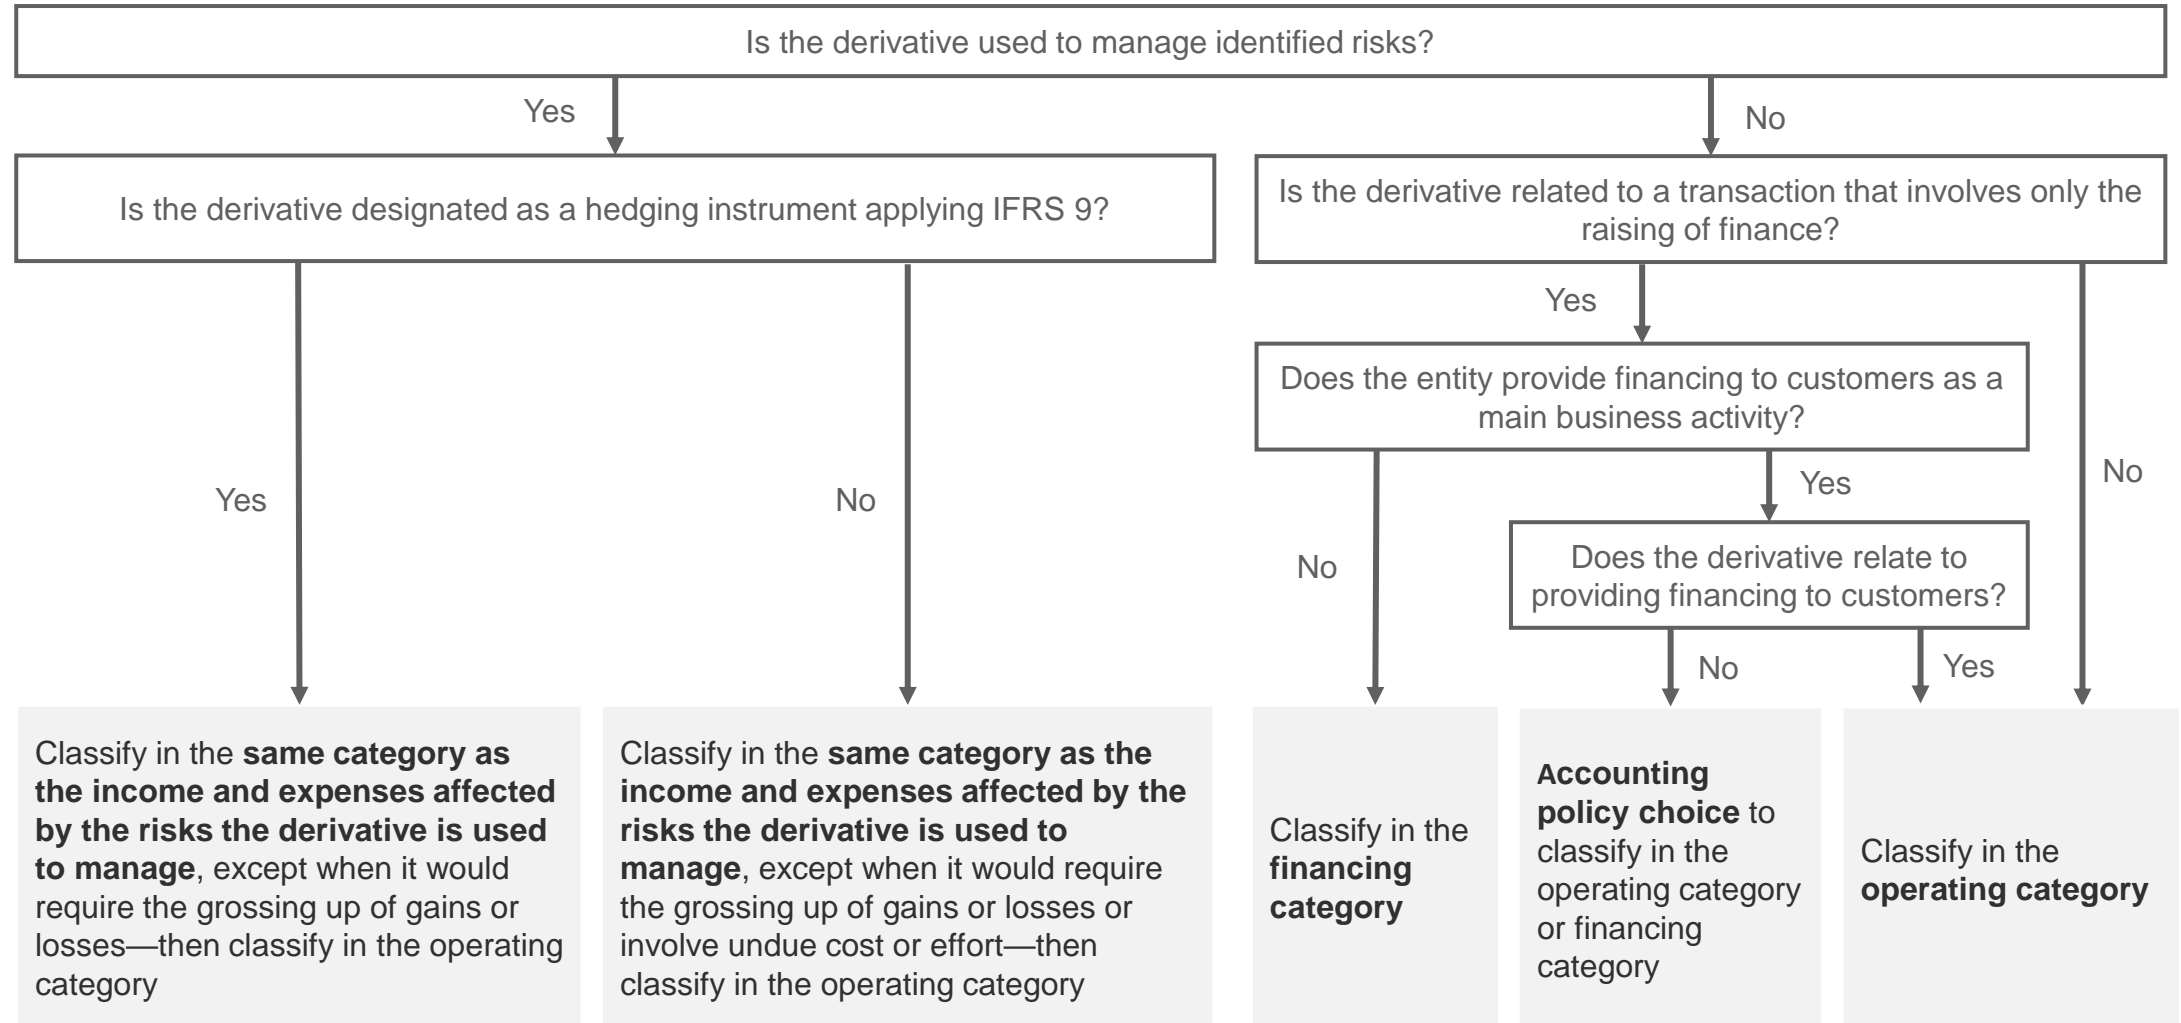 Is the derivative used to manage identified risks?
Yes
No
Is the derivative designated as a hedging instrument applying IFRS 9?
Is the derivative related to a transaction that involves only the
raising of finance?
Yes
Does the entity provide financing to customers as a
main business activity?
Yes
No
No
Yes
No
Does the derivative relate to
providing financing to customers?
No
Yes
Classify in the same category as
the income and expenses affected
by the risks the derivative is used
to manage, except when it would
require the grossing up of gains or
losses—then classify in the operating
category
Classify in the same category as the
income and expenses affected by the
risks the derivative is used to
manage, except when it would require
the grossing up of gains or losses or
involve undue cost or effort—then
classify in the operating category
Classify in the
financing
category
Accounting
policy choice to
classify in the
operating category
or financing
category
Classify in the
operating category